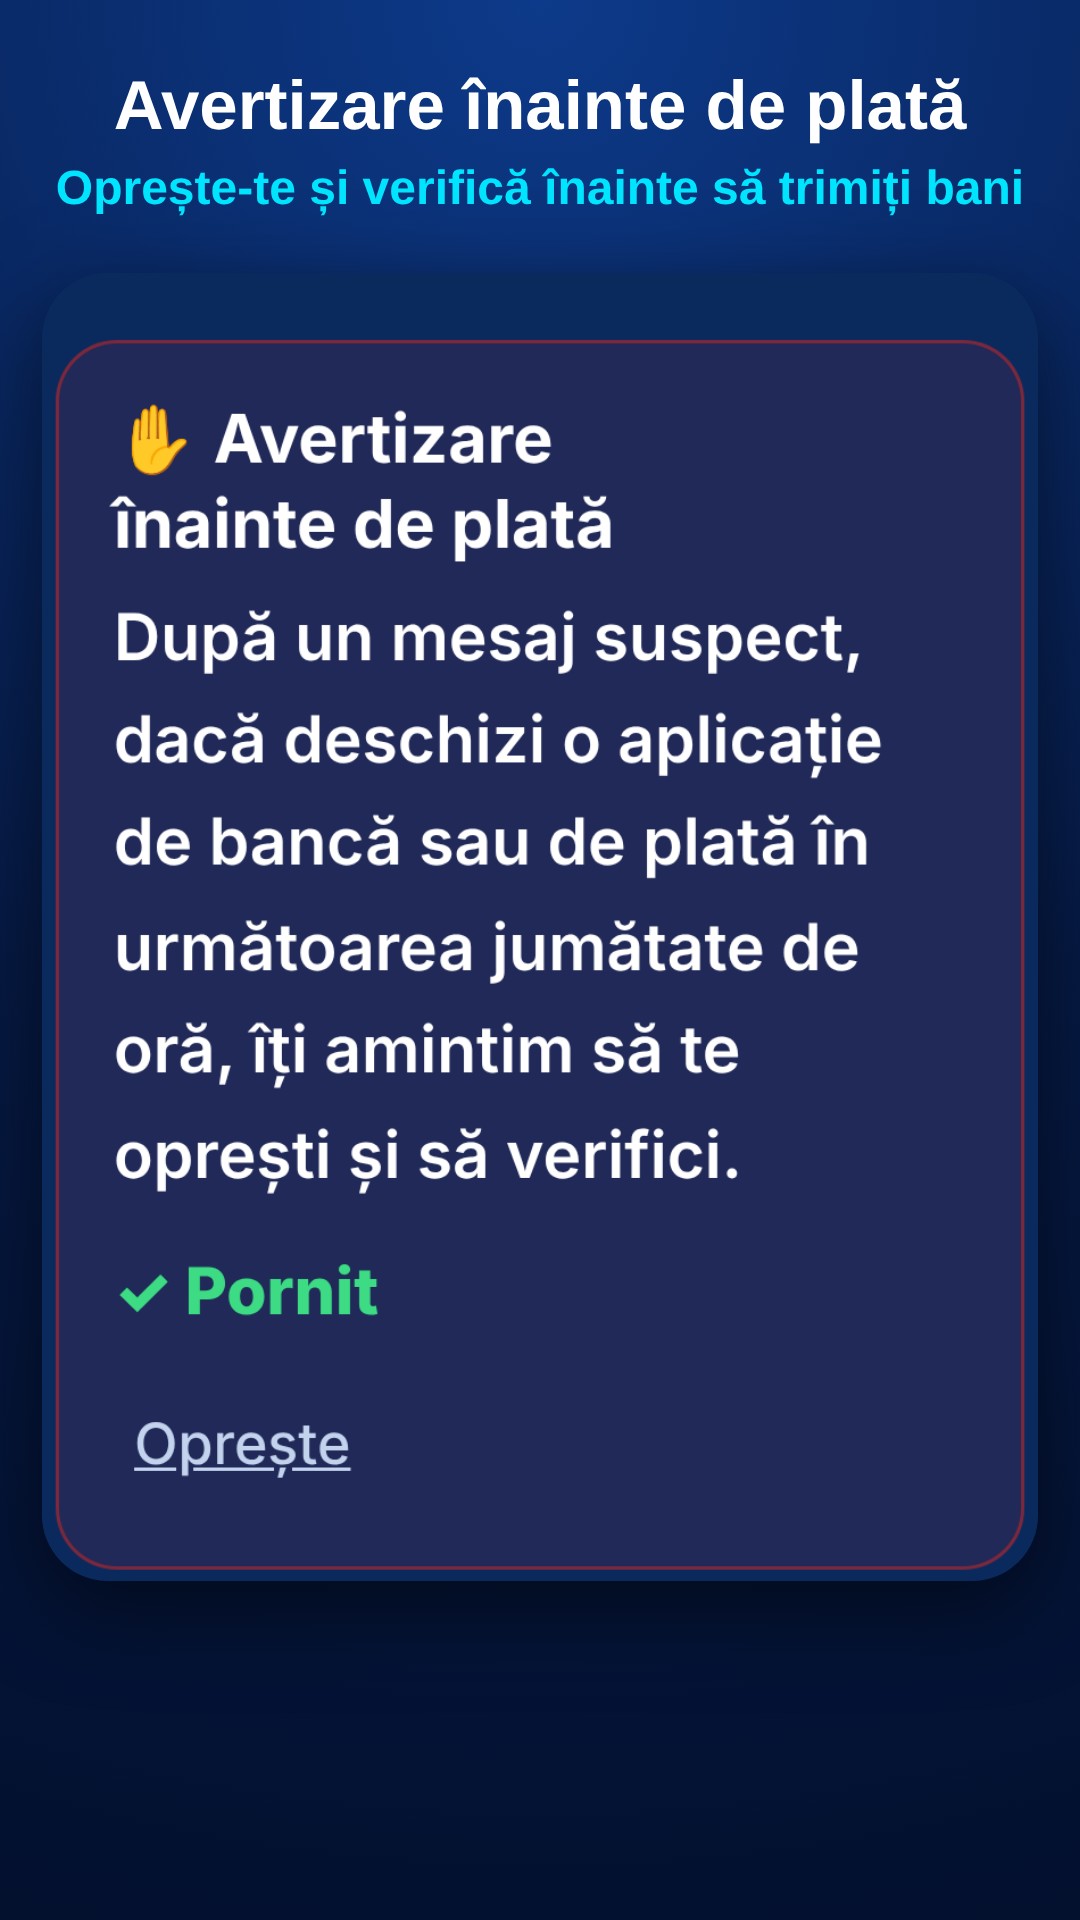 Avertizare înainte de plată
Oprește-te și verifică înainte să trimiți bani
✋ Avertizare
înainte de plată
După un mesaj suspect,
dacă deschizi o aplicație
de bancă sau de plată în
următoarea jumătate de
oră, îți amintim să te
oprești și să verifici.
✓ Pornit
Oprește